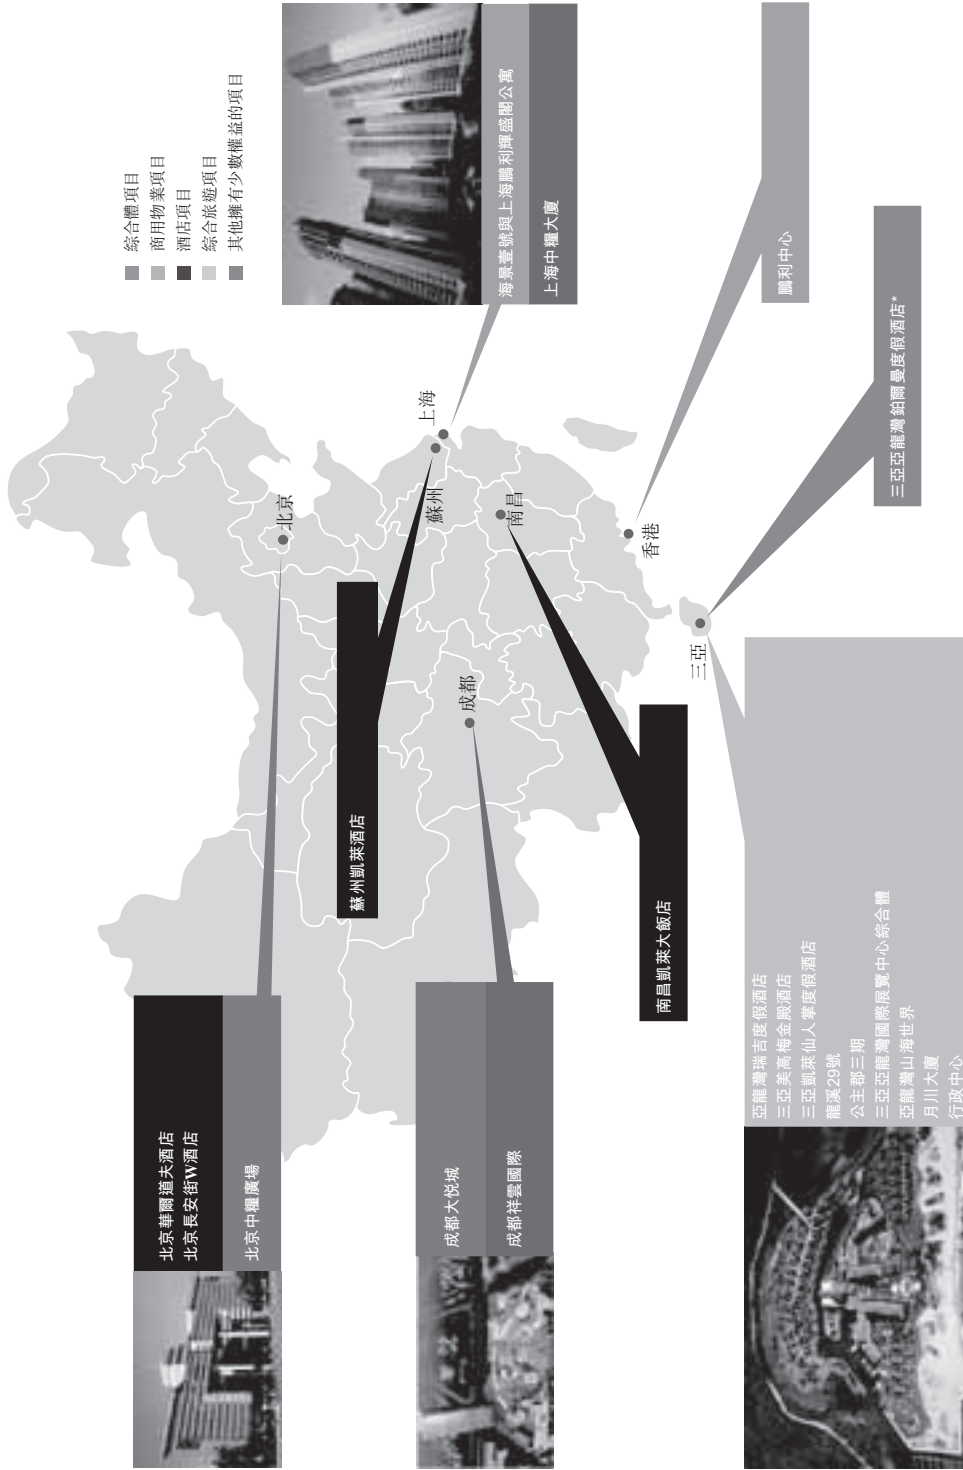 綜合體項目
商用物業項目
酒店項目
綜合旅遊項目
其他擁有少數權益的項目
北京華爾道夫酒店
北京長安街W酒店
北京中糧廣場
北京
海景壹號與上海鵬利輝盛閣公寓
上海中糧大廈
上海
蘇州
蘇州凱萊酒店
成都大悅城
成都祥雲國際
成都
南昌
南昌凱萊大飯店
香港
鵬利中心
三亞
三亞亞龍灣鉑爾曼度假酒店*
亞龍灣瑞吉度假酒店
三亞美高梅金殿酒店
三亞凱萊仙人掌度假酒店
龍溪29號
公主郡三期
三亞亞龍灣國際展覽中心綜合體
亞龍灣山海世界
月川大廈
行政中心